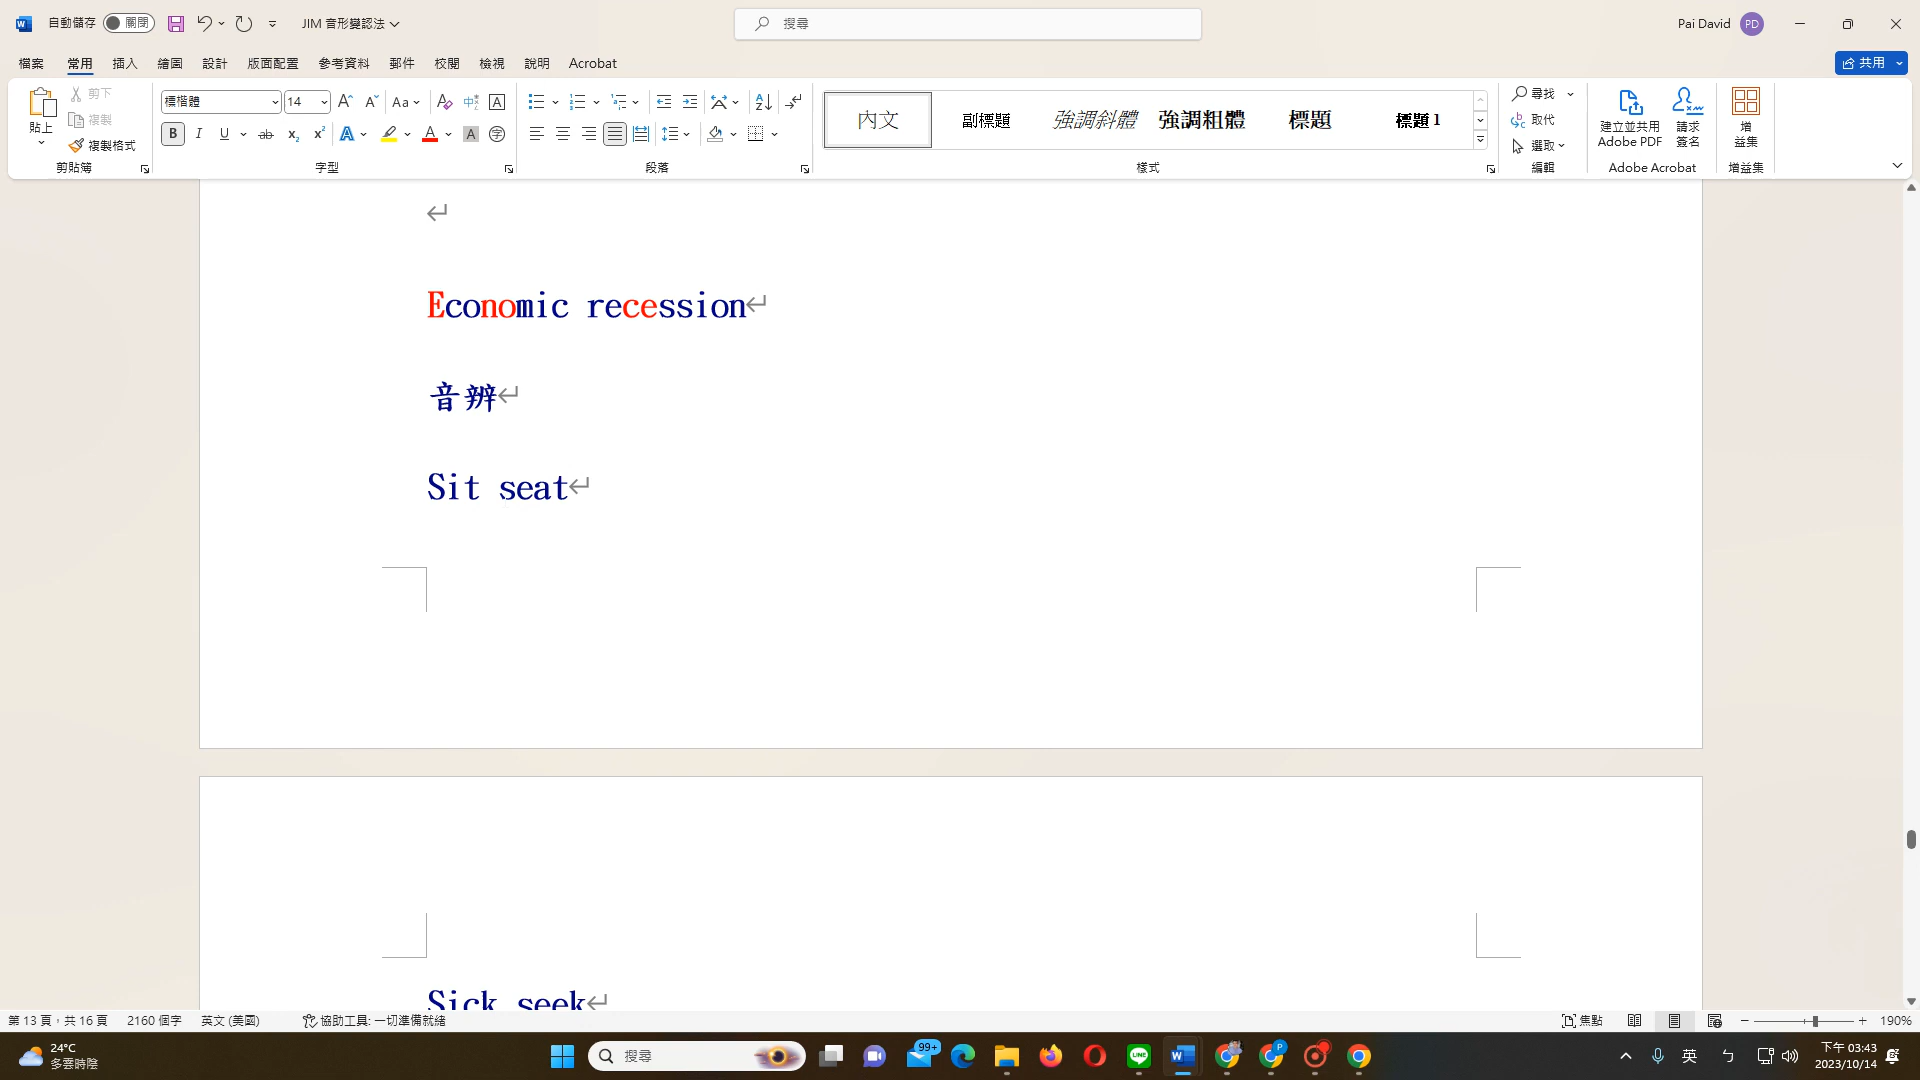 自動儲存 關閉 JIM 音形變認法 搜尋 Pai David PD
檔案 常用 插入 繪圖 設計 版面配置 參考資料 郵件 校閱 檢視 說明 Acrobat 共用
貼上 剪下 複製 複製格式 剪貼簿
標楷體 14 字型
段落
內文 副標題 強調斜體 強調粗體 標題 標題 1 樣式
尋找 取代 選取 編輯
建立並共用 Adobe PDF 請求 簽名 Adobe Acrobat
增 益集 增益集
Economic recession
音辨
Sit seat
Sick seek
第 13 頁，共 16 頁 2160 個字 英文 (美國) 協助工具: 一切準備就緒 焦點 190%
24°C
多雲時陰
搜尋 99+ 英 ㄅ
下午 03:43
2023/10/14